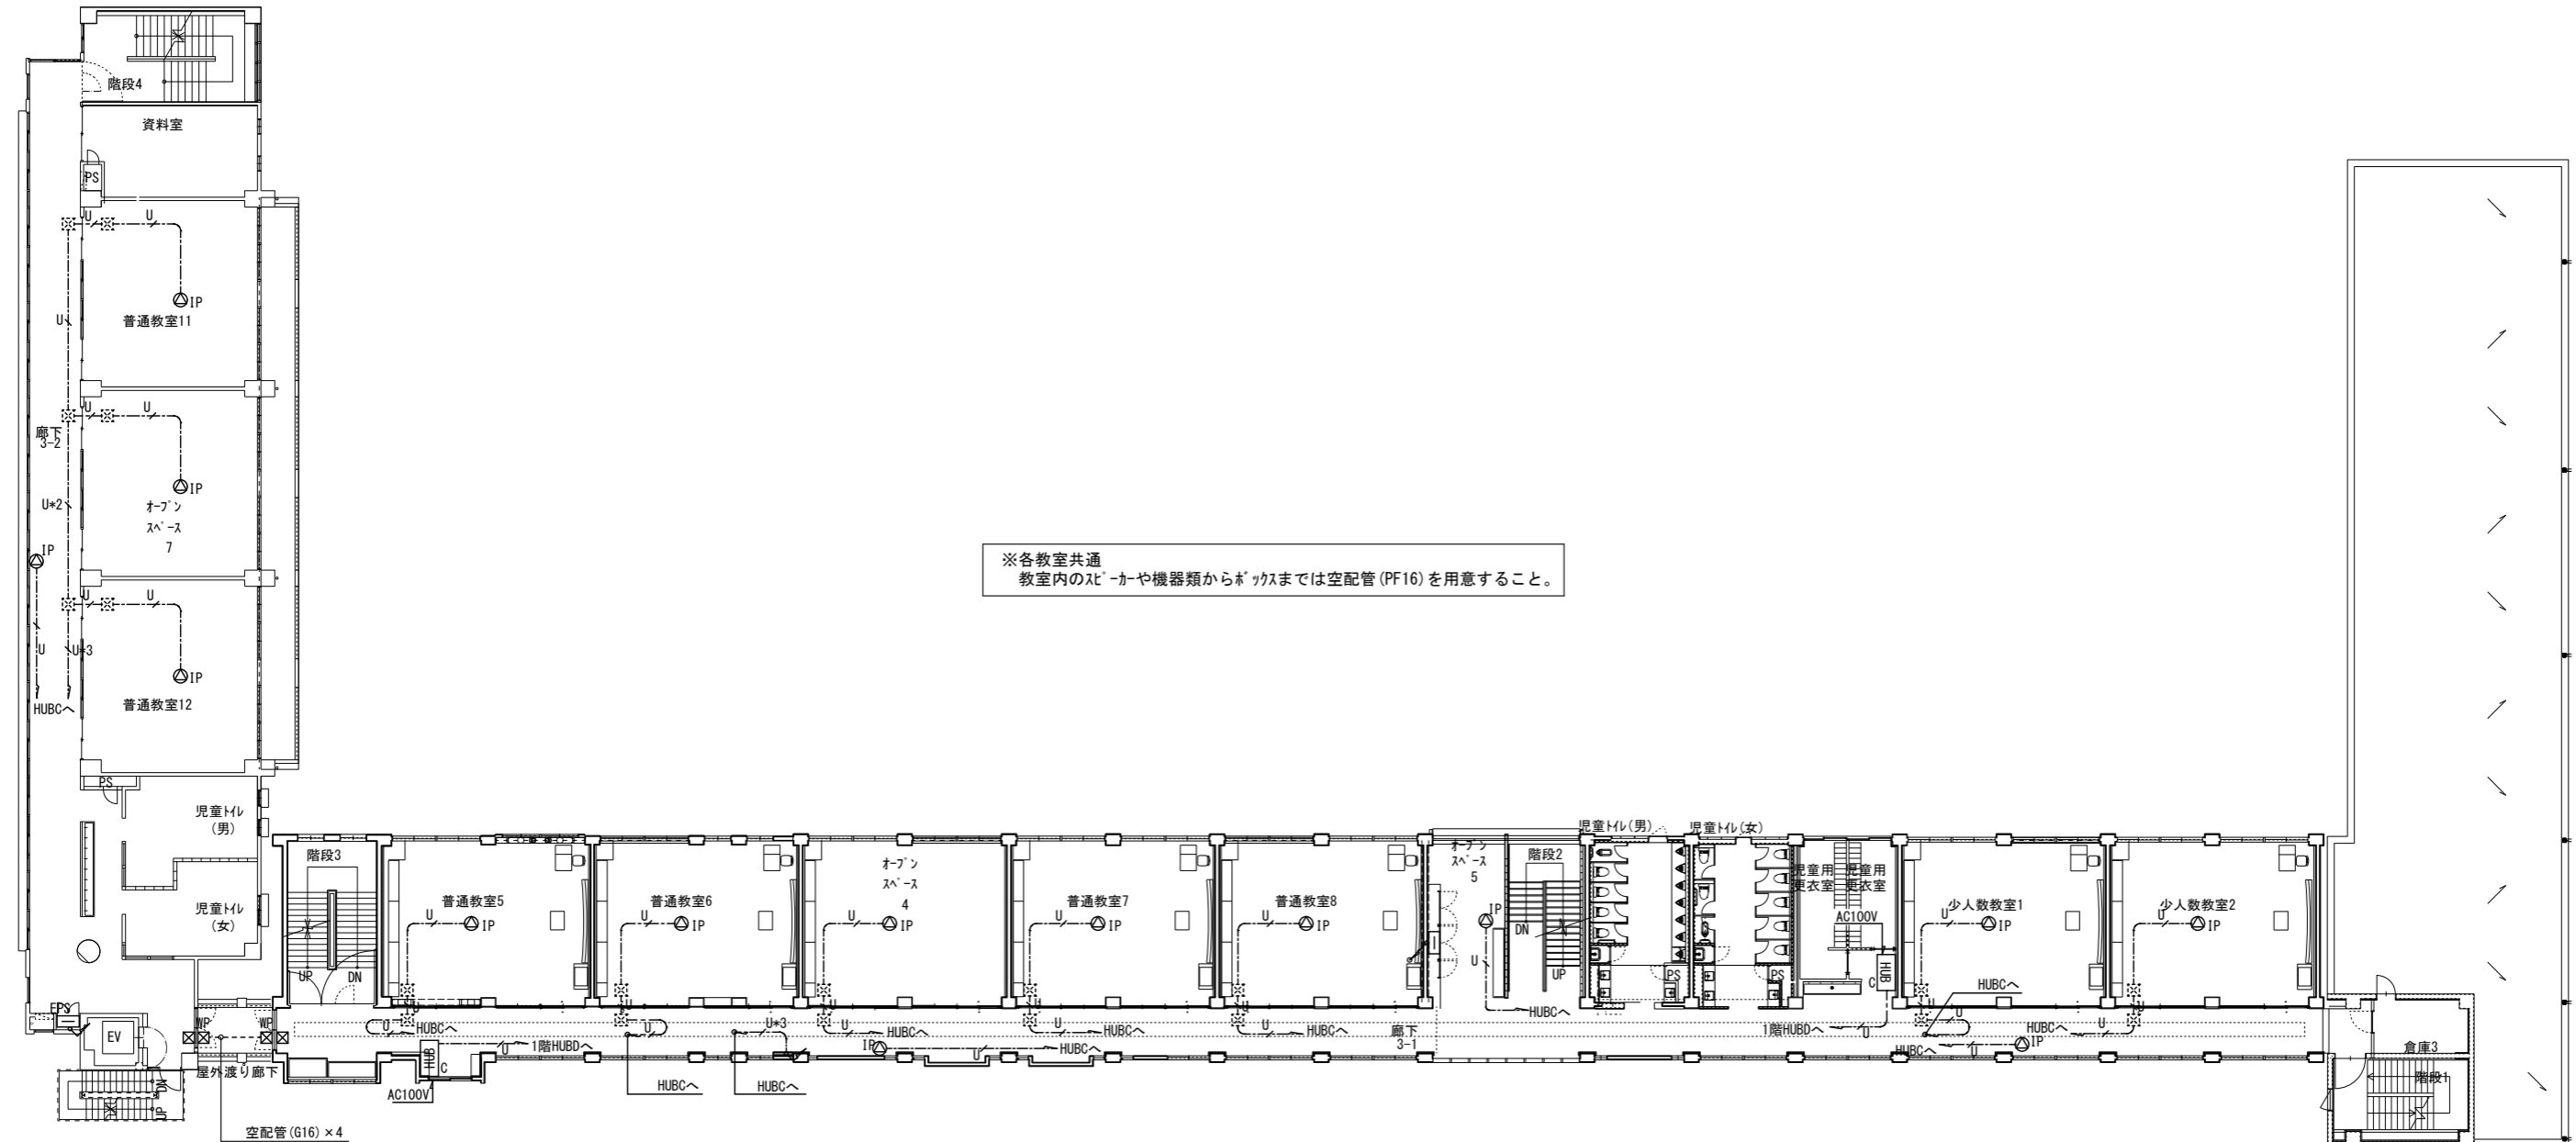 階段4
資料室
PS
U
U
IP
普通教室11
U
U
U
廊下
3-2
IP
U*2
オープン
スペース
7
IP
U
U
IP
U
U*3
普通教室12
HUBCへ
※各教室共通
教室内のスピーカーや機器類からボックスまでは空配管(PF16)を用意すること。
PS
児童トイレ
(男)
児童トイレ
(女)
EPS
EV
WP
WP
屋外渡り廊下
DN
UP
空配管(G16)×4
階段3
UP
DN
普通教室5
U
IP
U
U
HUBCへ
HUB
C
AC100V
U
1階HUBDへ
普通教室6
U
IP
U
U
HUBCへ
U*3
HUBCへ
オープン
スペース
4
U
IP
U
U
HUBCへ
IP
U
HUBCへ
普通教室7
U
IP
U
U
HUBCへ
普通教室8
U
IP
U
U
HUBCへ
廊下
3-1
オープン
スペース
5
IP
U
HUBCへ
階段2
DN
UP
児童トイレ(男)
PS
児童トイレ(女)
PS
児童用
更衣室
児童用
更衣室
AC100V
HUB
C
1階HUBDへ
U
少人数教室1
U
IP
U
U
HUBCへ
HUBCへ
U
IP
少人数教室2
U
IP
U
HUBCへ
U
倉庫3
階段1